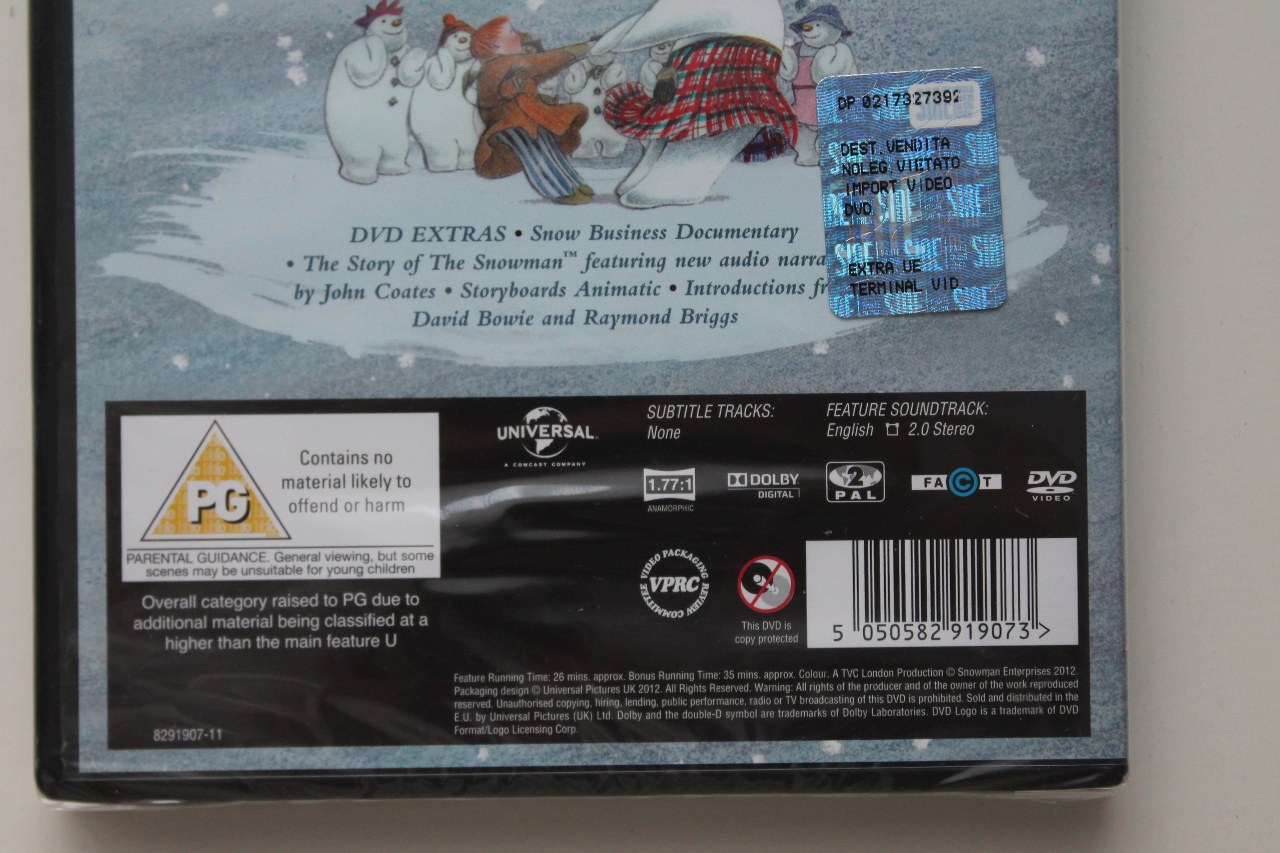 DP 0217327392
DEST.VENDITA
NOLEG.VIETATO
IMPORT VIDEO
DVD
EXTRA UE
TERMINAL VID
DVD EXTRAS • Snow Business Documentary
• The Story of The Snowman™ featuring new audio narra
by John Coates • Storyboards Animatic • Introductions fr
David Bowie and Raymond Briggs
PG
Contains no
material likely to
offend or harm
PARENTAL GUIDANCE. General viewing, but some
scenes may be unsuitable for young children
Overall category raised to PG due to
additional material being classified at a
higher than the main feature U
8291907-11
UNIVERSAL
A COMCAST COMPANY
SUBTITLE TRACKS:
None
FEATURE SOUNDTRACK:
English 2.0 Stereo
1.77:1
ANAMORPHIC
DOLBY
DIGITAL
2
PAL
FACT
DVD
VIDEO
VIDEO PACKAGING REVIEW COMMITTEE
VPRC
This DVD is
copy protected
5 050582 919073 >
Feature Running Time: 26 mins. approx. Bonus Running Time: 35 mins. approx. Colour. A TVC London Production © Snowman Enterprises 2012.
Packaging design © Universal Pictures UK 2012. All Rights Reserved. Warning: All rights of the producer and of the owner of the work reproduced
reserved. Unauthorised copying, hiring, lending, public performance, radio or TV broadcasting of this DVD is prohibited. Sold and distributed in the
E.U. by Universal Pictures (UK) Ltd. Dolby and the double-D symbol are trademarks of Dolby Laboratories. DVD Logo is a trademark of DVD
Format/Logo Licensing Corp.